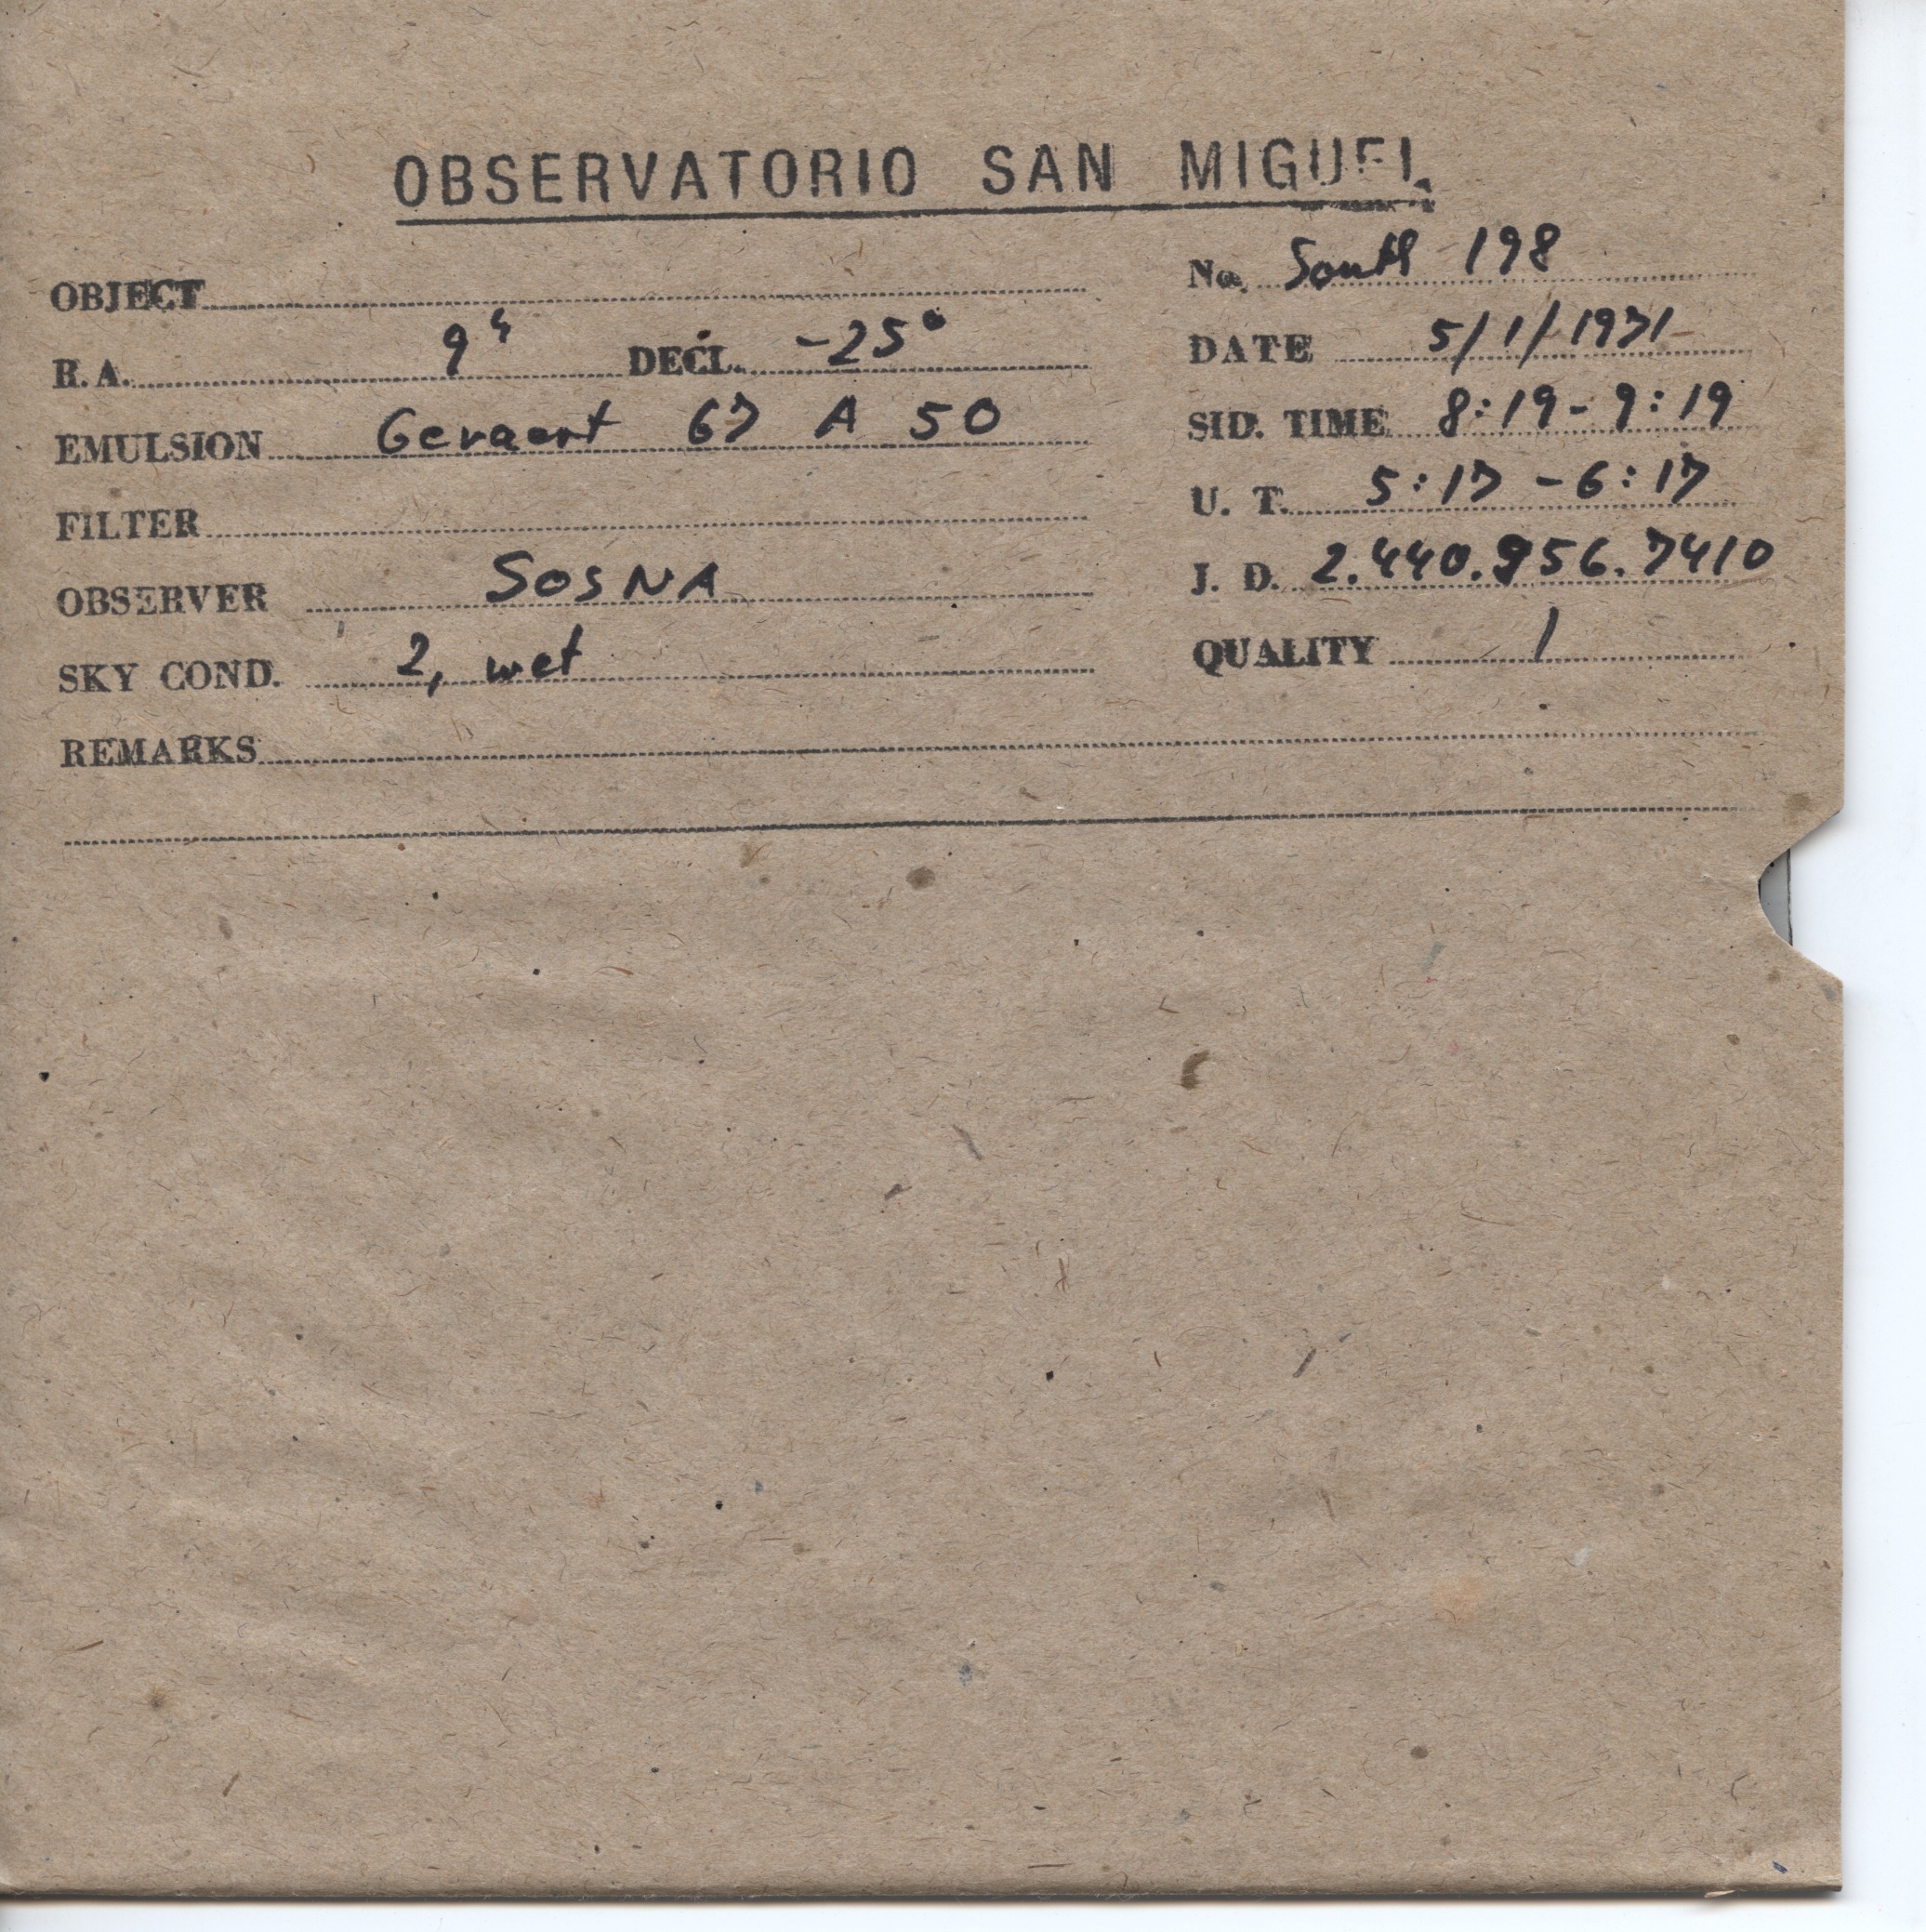 OBSERVATORIO SAN MIGUEL
OBJECT
No. South 198
R.A. 9h DECL. -25°
DATE 5/1/1971
EMULSION Gevaert 67 A 50
SID. TIME 8:19-9:19
FILTER
U. T. 5:17 - 6:17
OBSERVER SOSNA
J. D. 2.440.956.7410
SKY COND. 2, wet
QUALITY 1
REMARKS